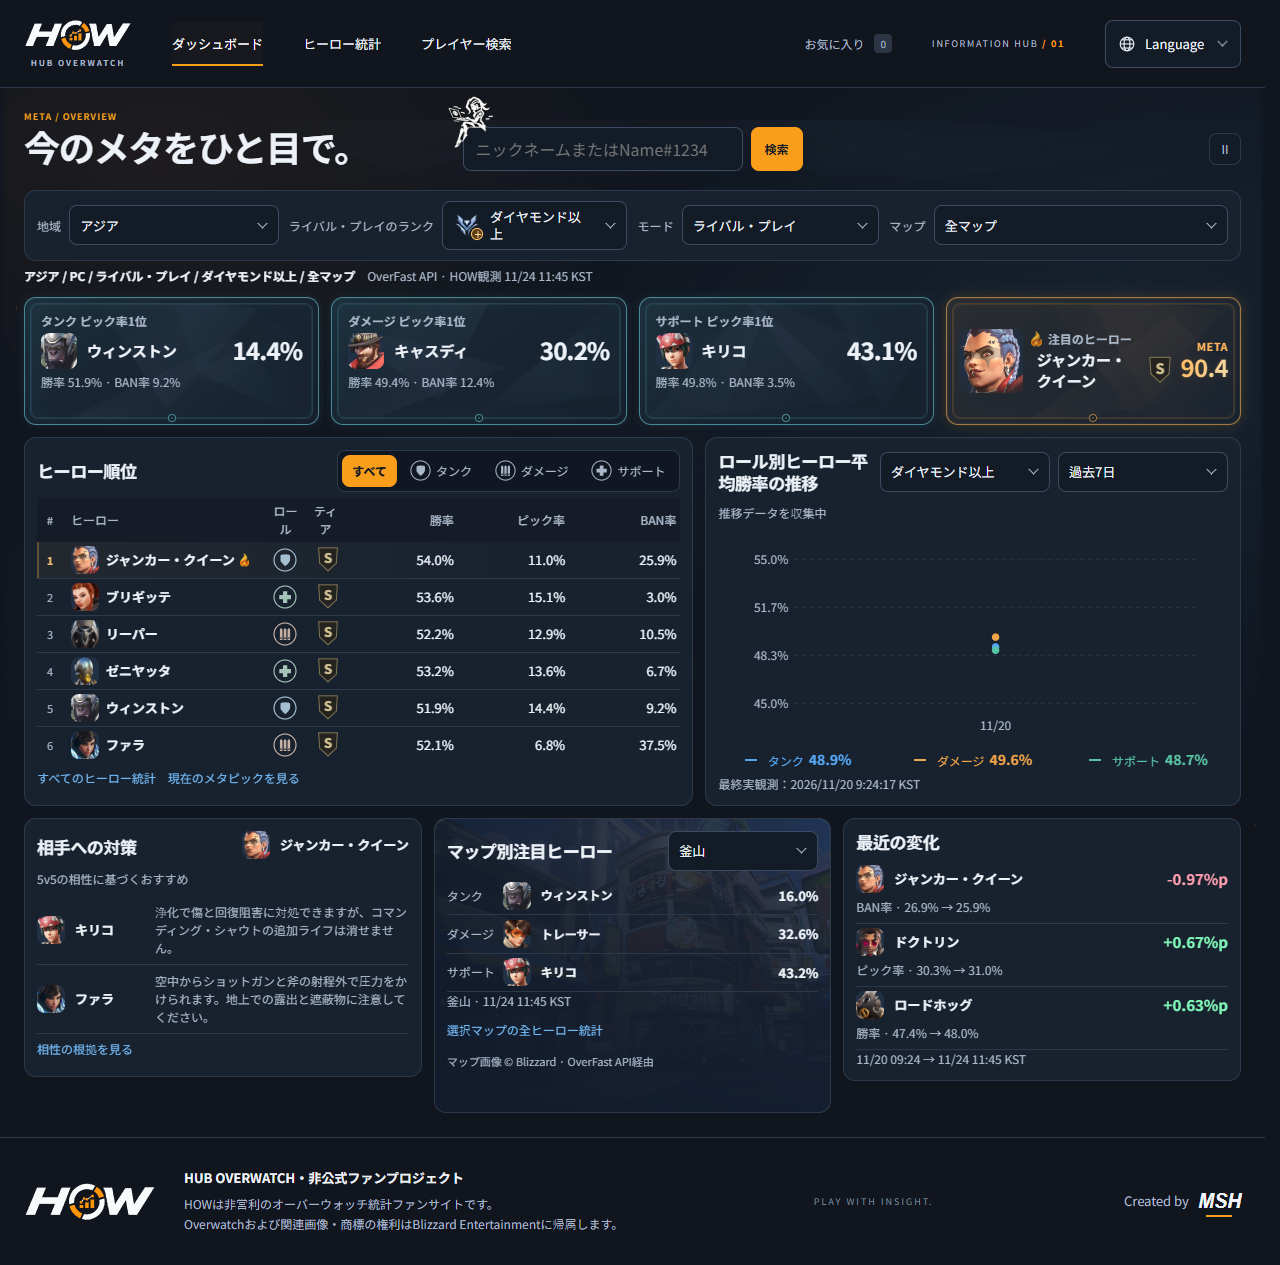 HOW
HUB OVERWATCH
ダッシュボード
ヒーロー統計
プレイヤー検索
お気に入り 0
INFORMATION HUB / 01
Language
META / OVERVIEW
今のメタをひと目で。
ニックネームまたはName#1234
検索
地域
アジア
ライバル・プレイのランク
ダイヤモンド以
上
モード
ライバル・プレイ
マップ
全マップ
アジア / PC / ライバル・プレイ / ダイヤモンド以上 / 全マップ OverFast API · HOW観測 11/24 11:45 KST
タンク ピック率1位
ウィンストン 14.4%
勝率 51.9% · BAN率 9.2%
ダメージ ピック率1位
キャスディ 30.2%
勝率 49.4% · BAN率 12.4%
サポート ピック率1位
キリコ 43.1%
勝率 49.8% · BAN率 3.5%
注目のヒーロー
ジャンカー・
クイーン
S
META
90.4
ヒーロー順位
すべて
タンク
ダメージ
サポート
# ヒーロー ロー
ル ティ
ア 勝率 ピック率 BAN率
1 ジャンカー・クイーン S 54.0% 11.0% 25.9%
2 ブリギッテ S 53.6% 15.1% 3.0%
3 リーパー S 52.2% 12.9% 10.5%
4 ゼニヤッタ S 53.2% 13.6% 6.7%
5 ウィンストン S 51.9% 14.4% 9.2%
6 ファラ S 52.1% 6.8% 37.5%
すべてのヒーロー統計 現在のメタピックを見る
ロール別ヒーロー平
均勝率の推移
ダイヤモンド以上
過去7日
推移データを収集中
55.0%
51.7%
48.3%
45.0%
11/20
タンク 48.9%
ダメージ 49.6%
サポート 48.7%
最終実観測：2026/11/20 9:24:17 KST
相手への対策
ジャンカー・クイーン
5v5の相性に基づくおすすめ
キリコ
浄化で傷と回復阻害に対処できますが、コマン
ディング・シャウトの追加ライフは消せませ
ん。
ファラ
空中からショットガンと斧の射程外で圧力をか
けられます。地上での露出と遮蔽物に注意して
ください。
相性の根拠を見る
マップ別注目ヒーロー
釜山
タンク ウィンストン 16.0%
ダメージ トレーサー 32.6%
サポート キリコ 43.2%
釜山 · 11/24 11:45 KST
選択マップの全ヒーロー統計
マップ画像 © Blizzard · OverFast API経由
最近の変化
ジャンカー・クイーン -0.97%p
BAN率 · 26.9% → 25.9%
ドクトリン +0.67%p
ピック率 · 30.3% → 31.0%
ロードホッグ +0.63%p
勝率 · 47.4% → 48.0%
11/20 09:24 → 11/24 11:45 KST
HOW
HUB OVERWATCH • 非公式ファンプロジェクト
HOWは非営利のオーバーウォッチ統計ファンサイトです。
Overwatchおよび関連画像・商標の権利はBlizzard Entertainmentに帰属します。
PLAY WITH INSIGHT.
Created by MSH